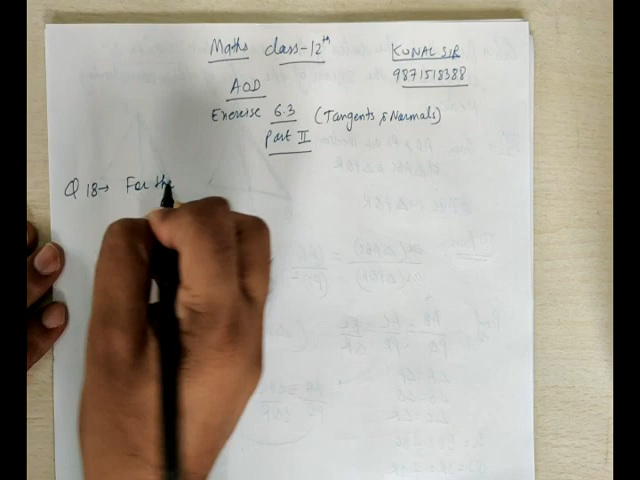 Maths class-12th
KUNAL SIR
9871518388
AOD
Exercise 6.3 (Tangents & Normals)
Part II
Q 18→ For the